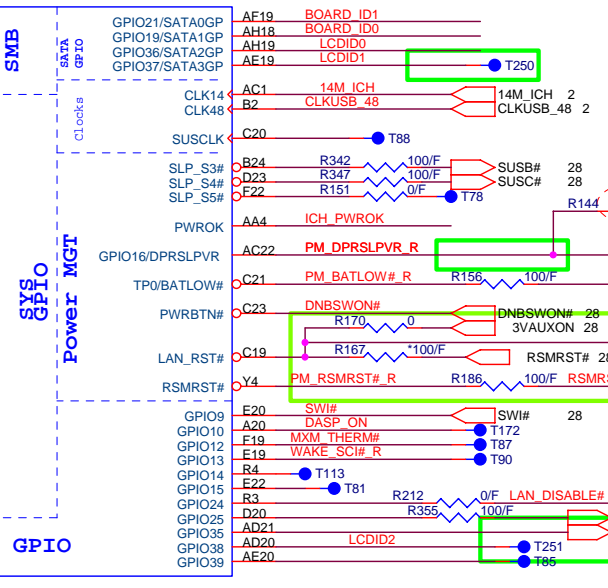 SMB
SATA
GPIO
GPIO21/SATA0GP AF19 BOARD_ID1
GPIO19/SATA1GP AH18 BOARD_ID0
GPIO36/SATA2GP AH19 LCDID0
GPIO37/SATA3GP AE19 LCDID1 T250
Clocks
CLK14 AC1 14M_ICH 14M_ICH 2
CLK48 B2 CLKUSB_48 CLKUSB_48 2
SUSCLK C20 T88
SYS
GPIO
Power MGT
SLP_S3# B24 R342 100/F SUSB# 28
SLP_S4# D23 R347 100/F SUSC# 28
SLP_S5# F22 R151 0/F T78
R144
PWROK AA4 ICH_PWROK
GPIO16/DPRSLPVR AC22 PM_DPRSLPVR_R
TP0/BATLOW# C21 PM_BATLOW#_R R156 100/F
PWRBTN# C23 DNBSWON# DNBSWON# 28
R170 0 3VAUXON 28
LAN_RST# C19 R167 *100/F RSMRST# 28
RSMRST# Y4 PM_RSMRST#_R R186 100/F RSMRS
GPIO
GPIO9 E20 SWI# SWI# 28
GPIO10 A20 DASP_ON T172
GPIO12 F19 MXM_THERM# T87
GPIO13 E19 WAKE_SCI#_R T90
GPIO14 R4 T113
GPIO15 E22 T81
GPIO24 R3 R212 0/F LAN_DISABLE#
GPIO25 D20 R355 100/F
GPIO35 AD21
GPIO38 AD20 LCDID2 T251
GPIO39 AE20 T85